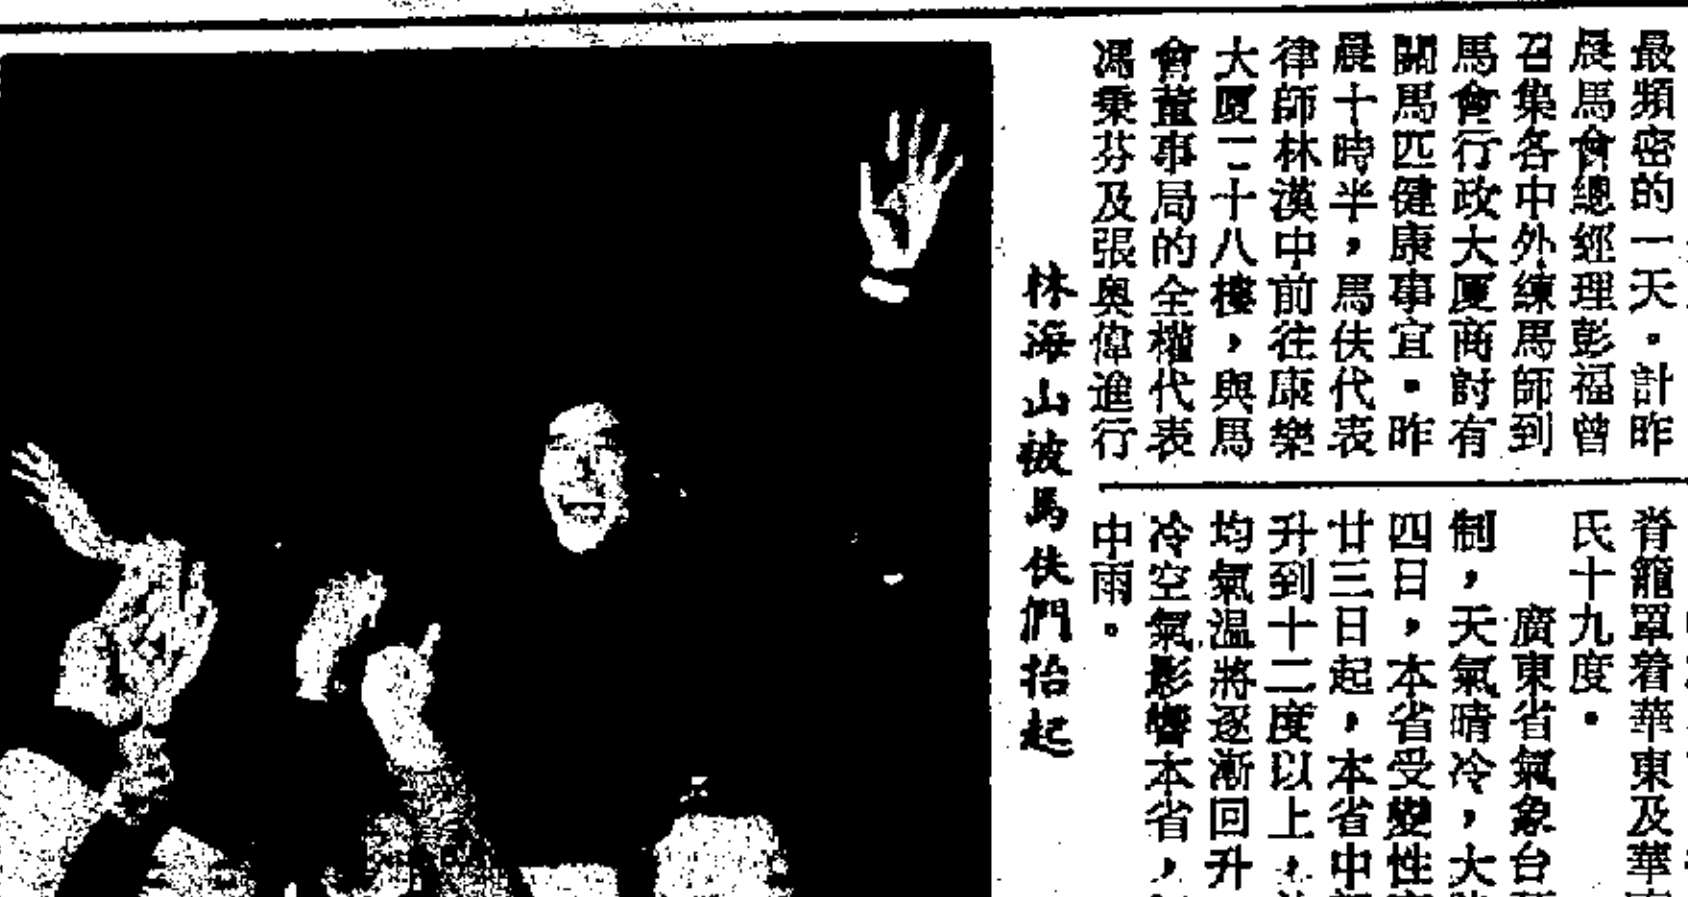 最頻密的一天。計昨
晨馬會總經理彭福曾
召集各中外練馬師到
馬會行政大厦商討有
關馬匹健康事宜。昨
晨十時半，馬伕代表
律師林漢中前往康樂
大厦二十八樓，與馬
會董事局的全權代表
馮秉芬及張奧偉進行
林海山被馬伕們抬起
脊籠罩着華東及華
氏十九度。
廣東省氣象台
制，天氣晴冷，大
四日，本省受變性
廿三日起，本省中
升到十二度以上，
均氣温將逐漸回升
冷空氣影響本省，
中雨。